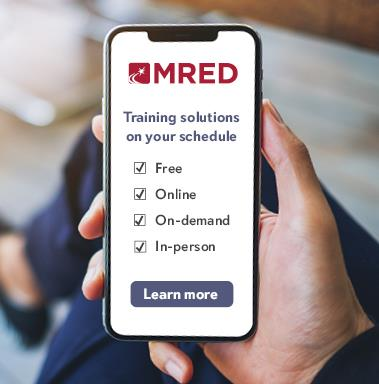 MRED
Training solutions
on your schedule
Free
Online
On-demand
In-person
Learn more